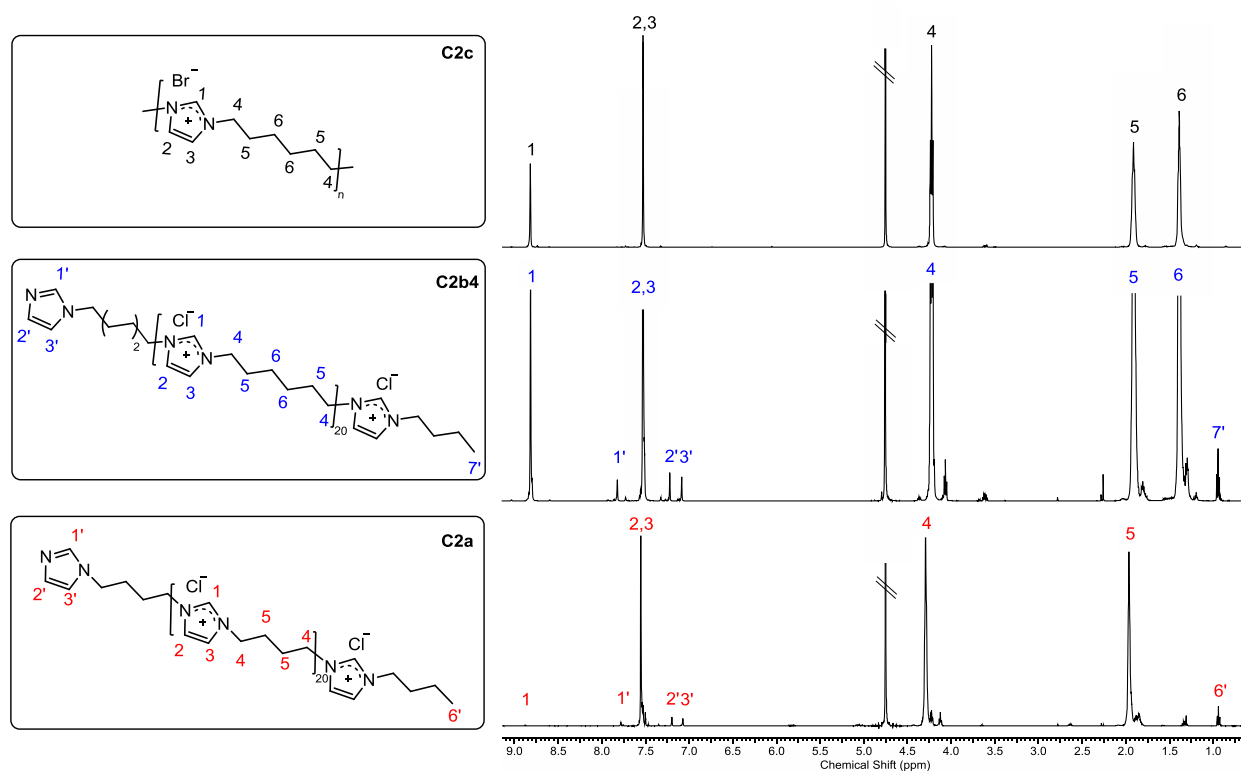 C2c
Br−
1
N
N
+
4
6
5
2
3
5
6
4
n
C2b4
1'
N
N
Cl−
1
2'
3'
2
N
N
+
4
6
5
Cl−
2
3
5
6
4
20
N
N
+
7'
C2a
1'
N
N
Cl−
1
2'
3'
N
N
+
5
4
Cl−
2
3
4
5
20
N
N
+
6'
2,3
4
1
5
6
1
2,3
4
5
6
1'
2'
3'
7'
2,3
4
5
1
1'
2'
3'
6'
9.0 8.5 8.0 7.5 7.0 6.5 6.0 5.5 5.0 4.5 4.0 3.5 3.0 2.5 2.0 1.5 1.0
Chemical Shift (ppm)